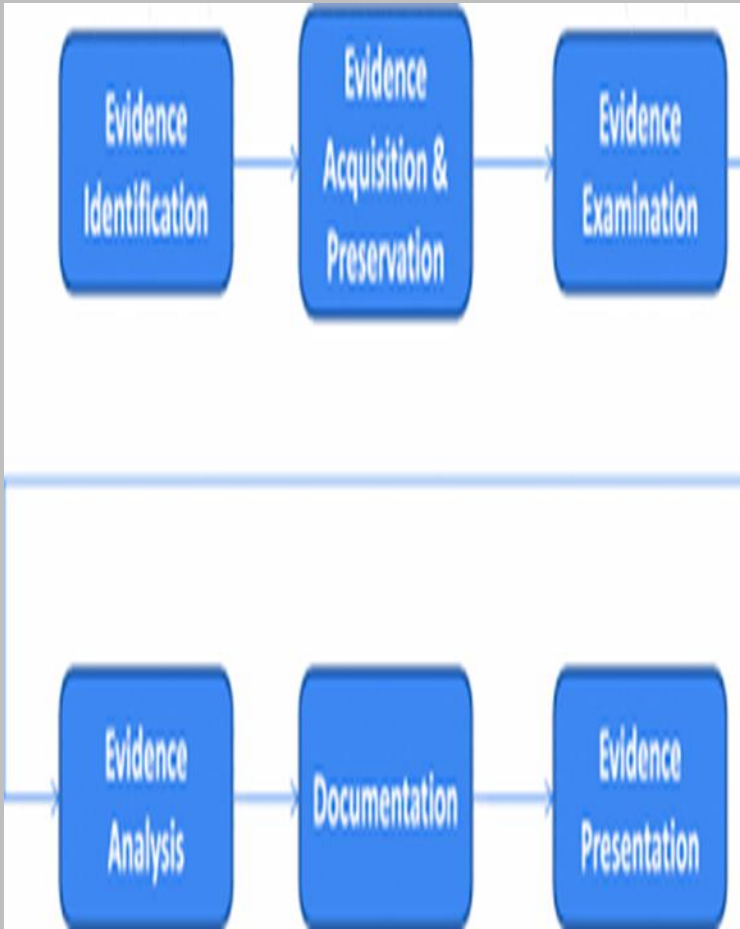 Evidence
Identification
Evidence
Acquisition &
Preservation
Evidence
Examination
Evidence
Analysis
Documentation
Evidence
Presentation